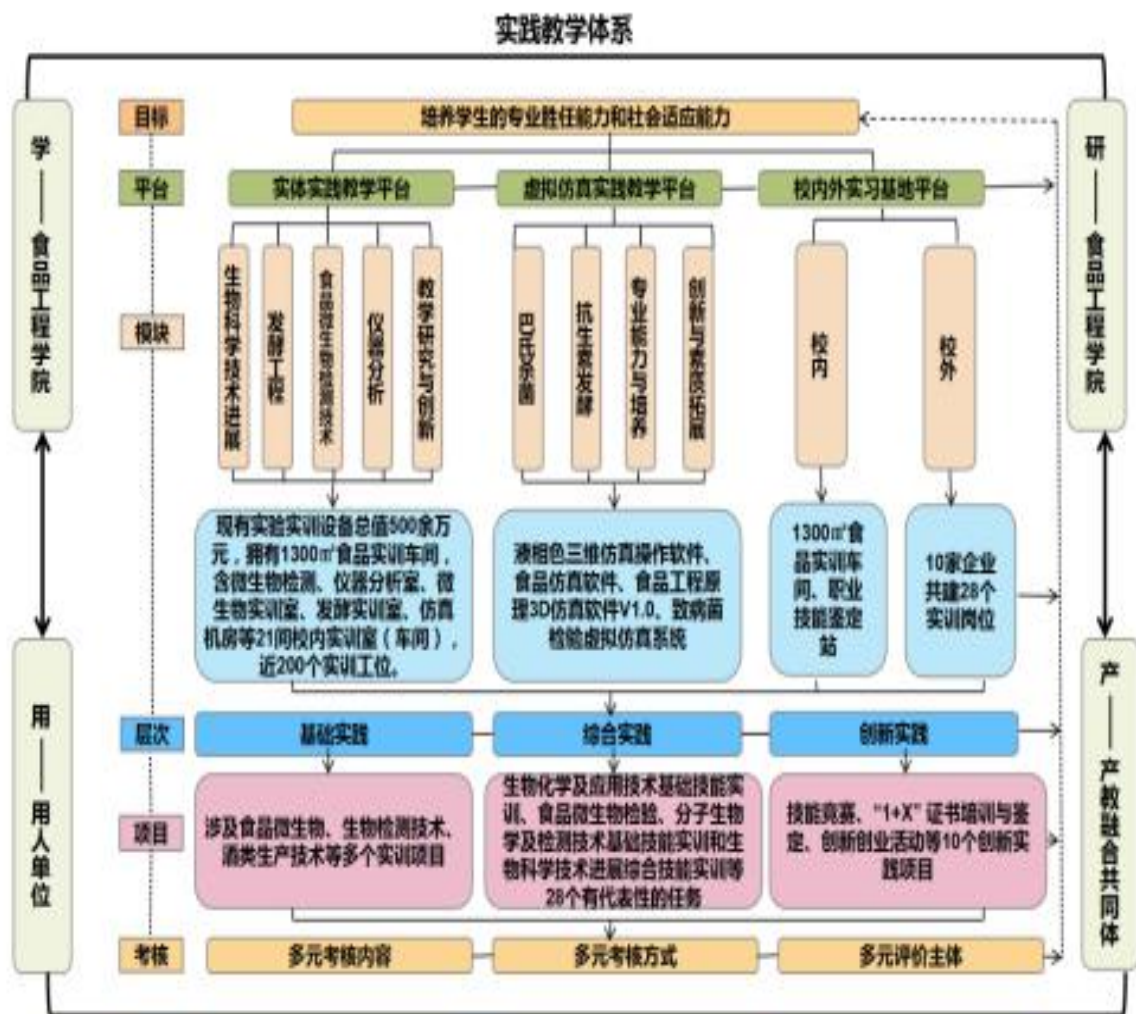 实践教学体系
学——食品工程学院
用——用人单位
目标
培养学生的专业胜任能力和社会适应能力
平台
实体实践教学平台
虚拟仿真实践教学平台
校内外实习基地平台
模块
生物科学技术进展
发酵工程
食品微生物检测技术
仪器分析
教学研究与创新
巴氏杀菌
抗生素发酵
专业能力与培养
创新与素质拓展
校内
校外
现有实验实训设备总值500余万
元，拥有1300㎡食品实训车间，
含微生物检测、仪器分析室、微
生物实训室、发酵实训室、仿真
机房等21间校内实训室（车间），
近200个实训工位。
液相色三维仿真操作软件、
食品仿真软件、食品工程原
理3D仿真软件V1.0、致病菌
检验虚拟仿真系统
1300㎡食
品实训车
间、职业
技能鉴定
站
10家企业
共建28个
实训岗位
层次
基础实践
综合实践
创新实践
项目
涉及食品微生物、生物检测技术、
酒类生产技术等多个实训项目
生物化学及应用技术基础技能实
训、食品微生物检验、分子生物
学及检测技术基础技能实训和生
物科学技术进展综合技能实训等
28个有代表性的任务
技能竞赛、“1+X”证书培训与鉴
定、创新创业活动等10个创新实
践项目
考核
多元考核内容
多元考核方式
多元评价主体
研——食品工程学院
产——产教融合共同体